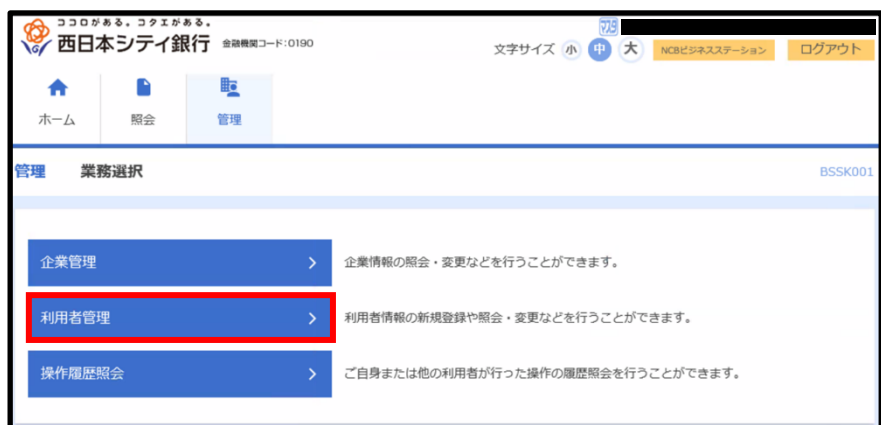 ココロがある。コタエがある。
西日本シティ銀行 金融機関コード:0190
マスタ
文字サイズ 小 中 大 NCBビジネスステーション ログアウト
ホーム 照会 管理
管理 業務選択 BSSK001
企業管理 企業情報の照会・変更などを行うことができます。
利用者管理 利用者情報の新規登録や照会・変更などを行うことができます。
操作履歴照会 ご自身または他の利用者が行った操作の履歴照会を行うことができます。